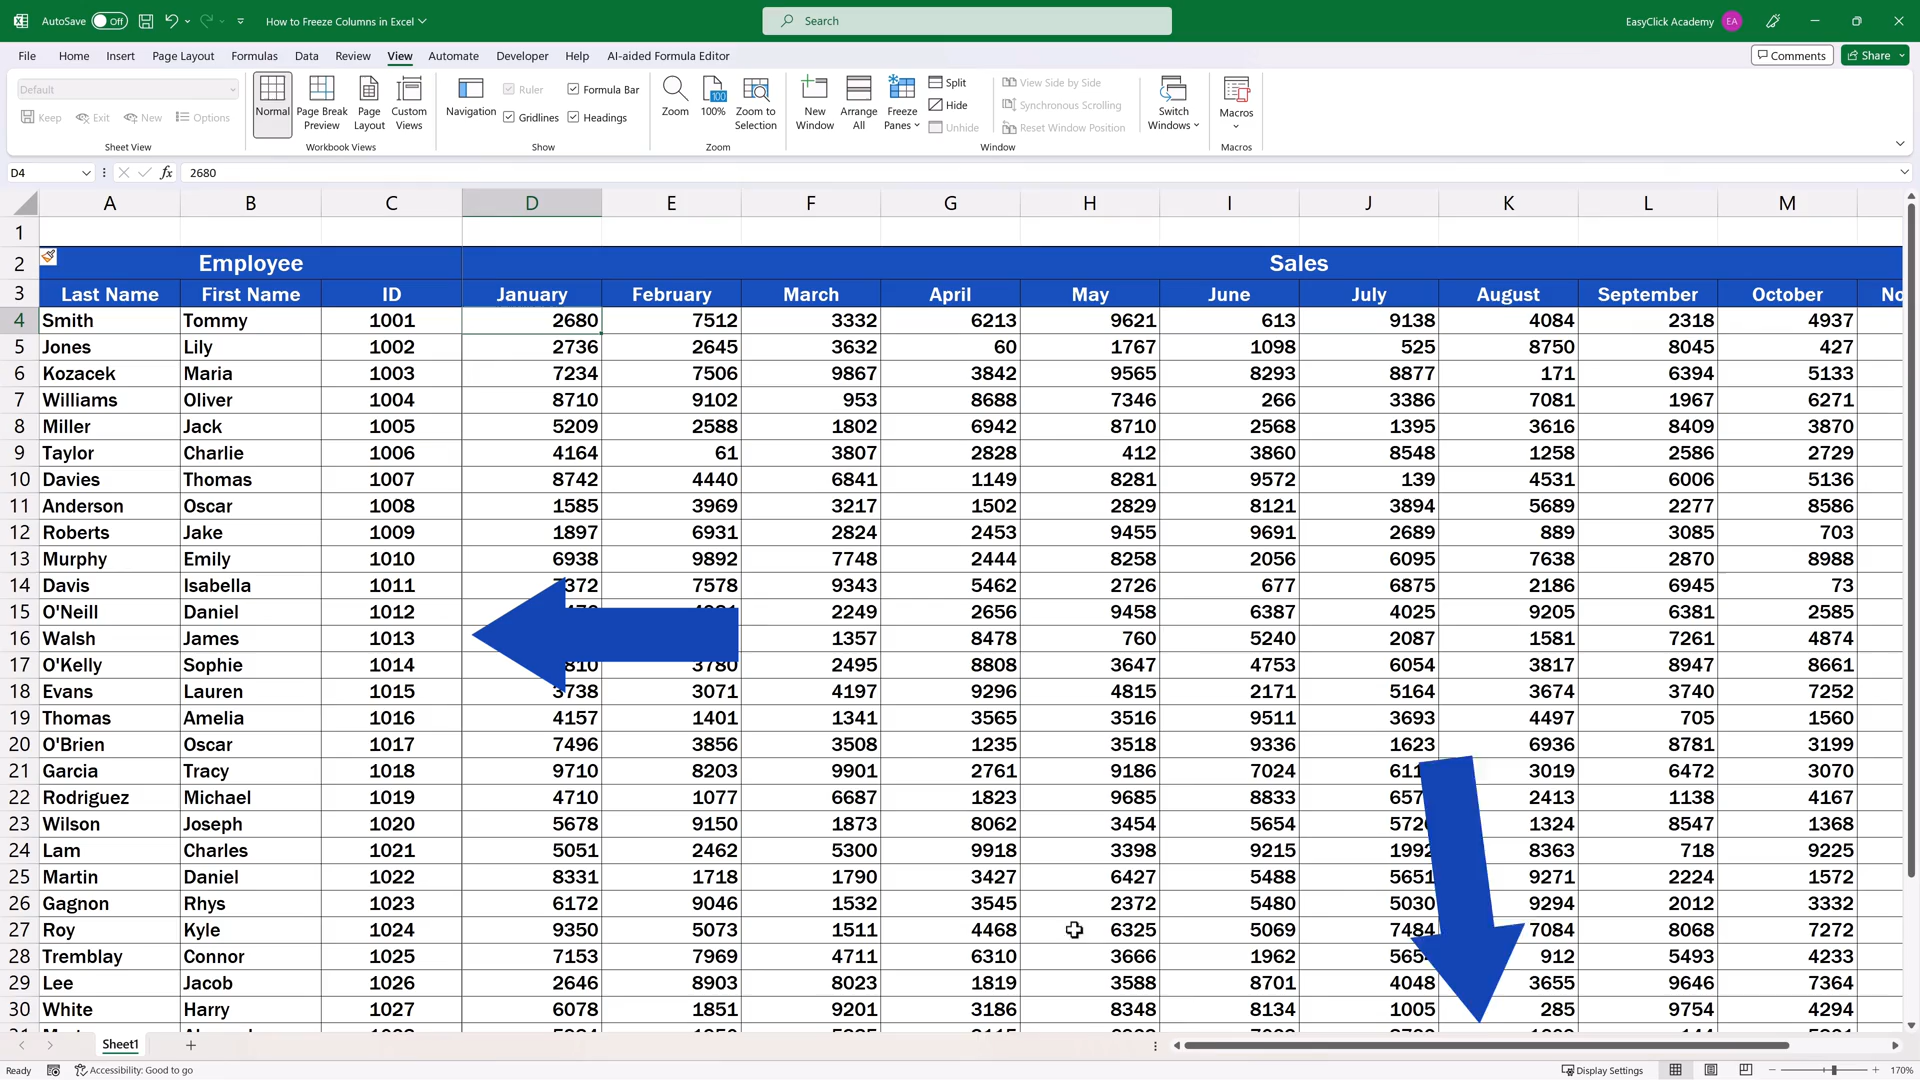 AutoSave Off How to Freeze Columns in Excel Search EasyClick Academy EA
File Home Insert Page Layout Formulas Data Review View Automate Developer Help AI-aided Formula Editor Comments Share
Default
Keep Exit New Options
Sheet View
Normal Page Break Preview Page Layout Custom Views
Workbook Views
Navigation Ruler Formula Bar
Gridlines Headings
Show
Zoom 100 100% Zoom to Selection
Zoom
New Window Arrange All Freeze Panes Split
Hide
Unhide
View Side by Side
Synchronous Scrolling
Reset Window Position
Switch Windows
Window
Macros
Macros
D4 fx 2680
A B C D E F G H I J K L M
1
2 Employee Sales
3 Last Name First Name ID January February March April May June July August September October
4 Smith Tommy 1001 2680 7512 3332 6213 9621 613 9138 4084 2318 4937
5 Jones Lily 1002 2736 2645 3632 60 1767 1098 525 8750 8045 427
6 Kozacek Maria 1003 7234 7506 9867 3842 9565 8293 8877 171 6394 5133
7 Williams Oliver 1004 8710 9102 953 8688 7346 266 3386 7081 1967 6271
8 Miller Jack 1005 5209 2588 1802 6942 8710 2568 1395 3616 8409 3870
9 Taylor Charlie 1006 4164 61 3807 2828 412 3860 8548 1258 2586 2729
10 Davies Thomas 1007 8742 4440 6841 1149 8281 9572 139 4531 6006 5136
11 Anderson Oscar 1008 1585 3969 3217 1502 2829 8121 3894 5689 2277 8586
12 Roberts Jake 1009 1897 6931 2824 2453 9455 9691 2689 889 3085 703
13 Murphy Emily 1010 6938 9892 7748 2444 8258 2056 6095 7638 2870 8988
14 Davis Isabella 1011 7578 9343 5462 2726 677 6875 2186 6945 73
15 O'Neill Daniel 1012 2249 2656 9458 6387 4025 9205 6381 2585
16 Walsh James 1013 1357 8478 760 5240 2087 1581 7261 4874
17 O'Kelly Sophie 1014 3780 2495 8808 3647 4753 6054 3817 8947 8661
18 Evans Lauren 1015 3738 3071 4197 9296 4815 2171 5164 3674 3740 7252
19 Thomas Amelia 1016 4157 1401 1341 3565 3516 9511 3693 4497 705 1560
20 O'Brien Oscar 1017 7496 3856 3508 1235 3518 9336 1623 6936 8781 3199
21 Garcia Tracy 1018 9710 8203 9901 2761 9186 7024 3019 6472 3070
22 Rodriguez Michael 1019 4710 1077 6687 1823 9685 8833 2413 1138 4167
23 Wilson Joseph 1020 5678 9150 1873 8062 3454 5654 1324 8547 1368
24 Lam Charles 1021 5051 2462 5300 9918 3398 9215 1992 8363 718 9225
25 Martin Daniel 1022 8331 1718 1790 3427 6427 5488 5651 9271 2224 1572
26 Gagnon Rhys 1023 6172 9046 1532 3545 2372 5480 5030 9294 2012 3332
27 Roy Kyle 1024 9350 5073 1511 4468 6325 5069 7484 7084 8068 7272
28 Tremblay Connor 1025 7153 7969 4711 6310 3666 1962 912 5493 4233
29 Lee Jacob 1026 2646 8903 8023 1819 3588 8701 4048 3655 9646 7364
30 White Harry 1027 6078 1851 9201 3186 8348 8134 1005 285 9754 4294
Sheet1
Ready Accessibility: Good to go Display Settings 170%